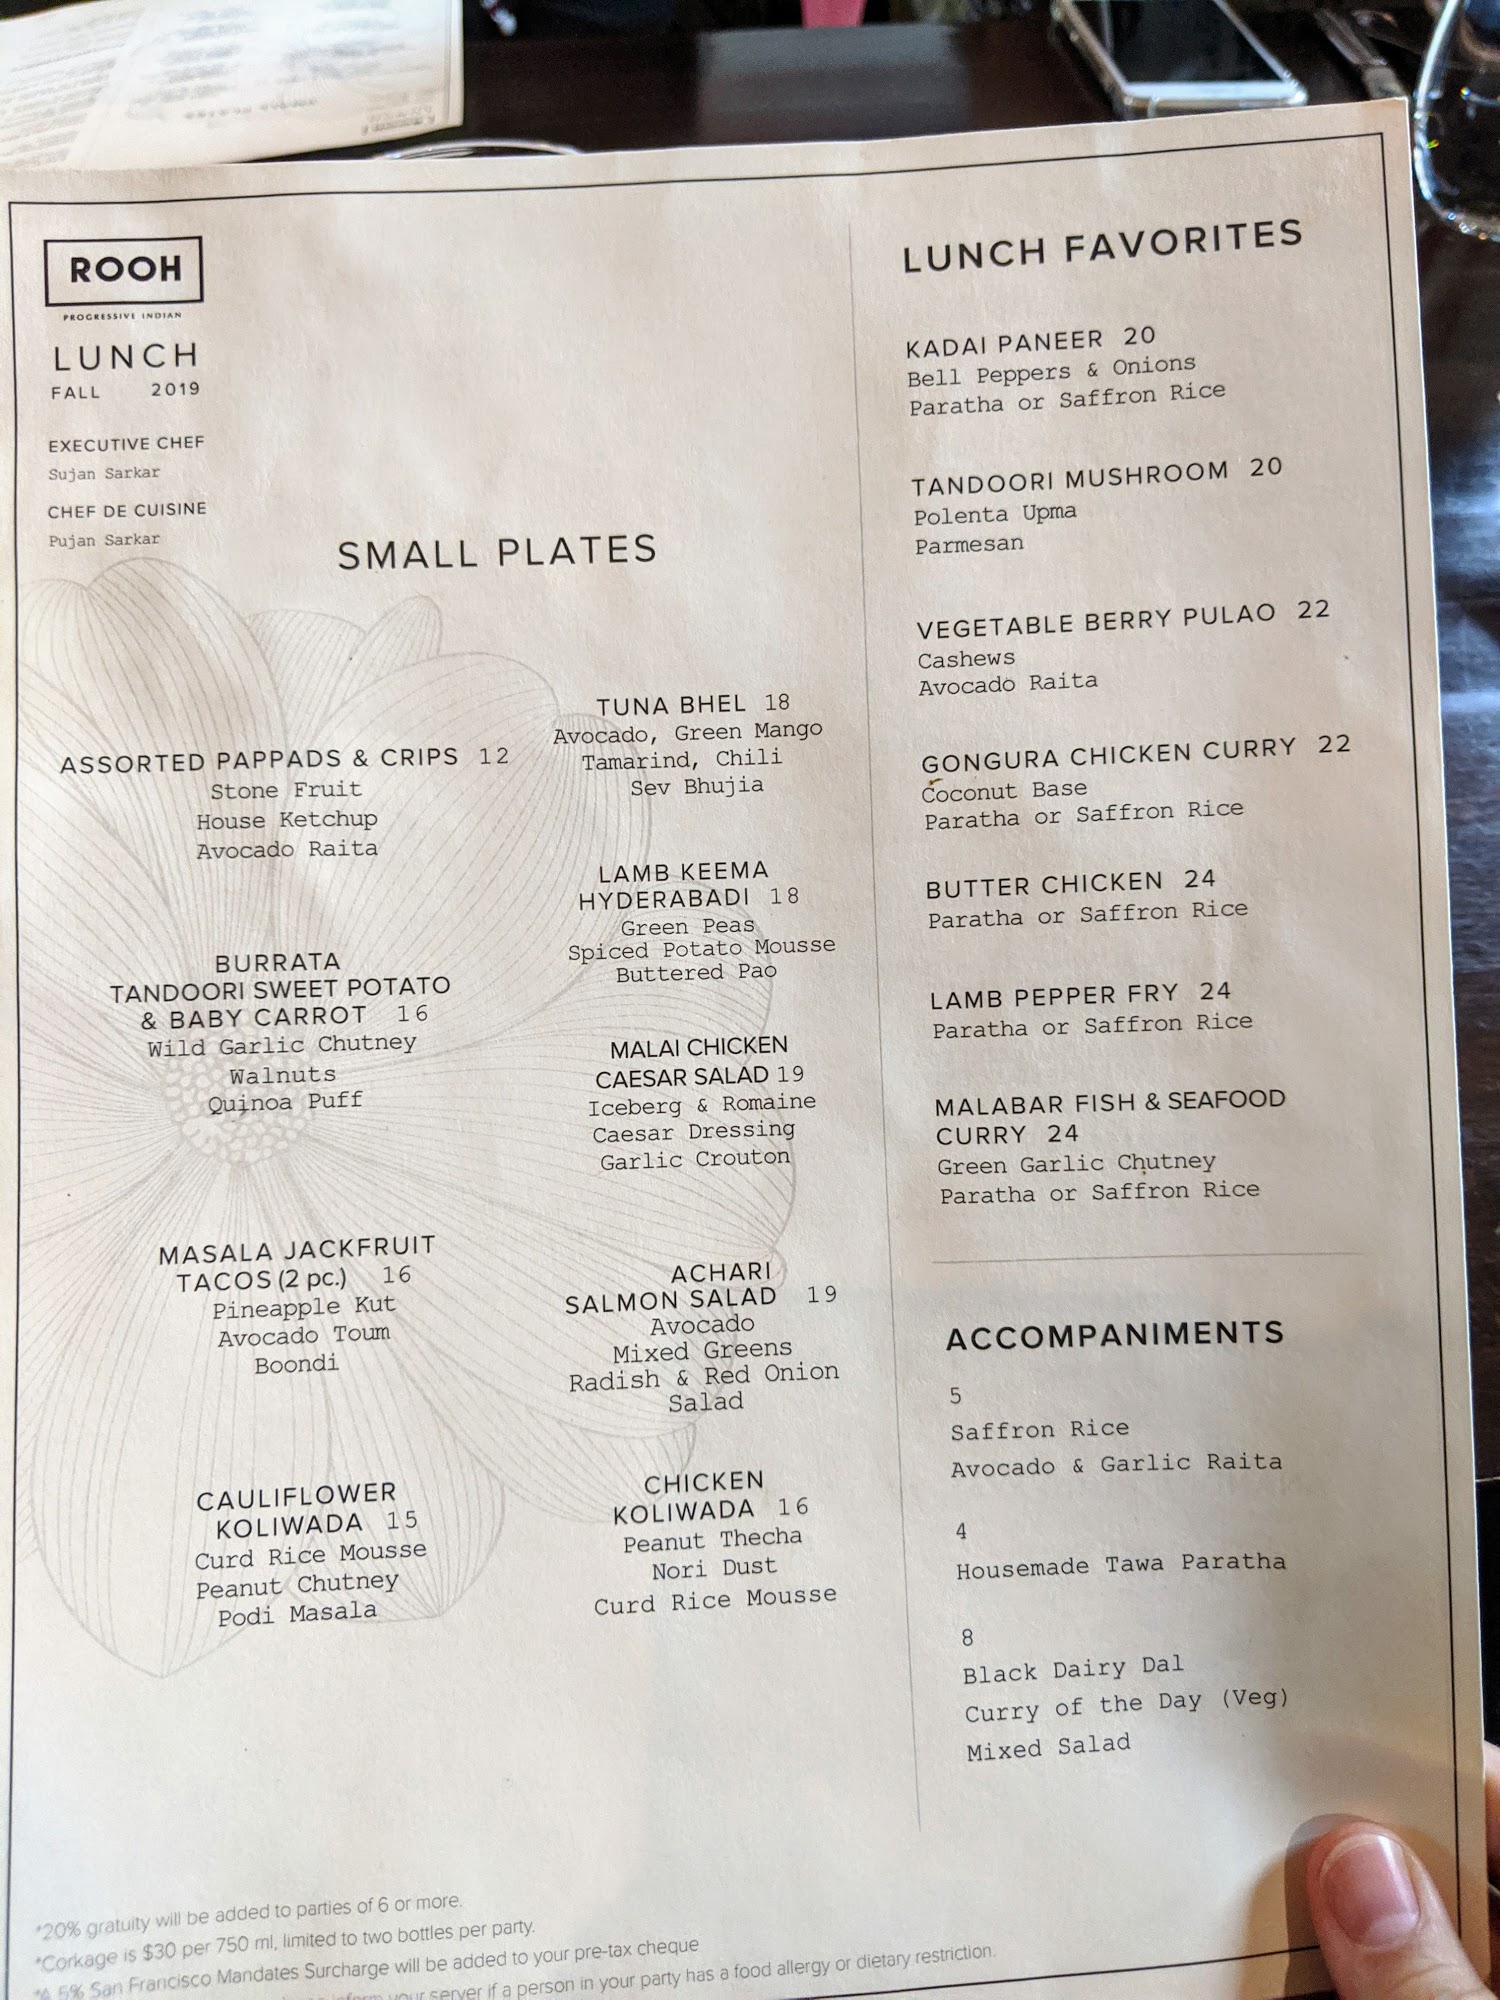 ROOH
PROGRESSIVE INDIAN
LUNCH
FALL 2019
EXECUTIVE CHEF
Sujan Sarkar
CHEF DE CUISINE
Pujan Sarkar
SMALL PLATES
ASSORTED PAPPADS & CRIPS 12
Stone Fruit
House Ketchup
Avocado Raita
BURRATA
TANDOORI SWEET POTATO
& BABY CARROT 16
Wild Garlic Chutney
Walnuts
Quinoa Puff
MASALA JACKFRUIT
TACOS (2 pc.) 16
Pineapple Kut
Avocado Toum
Boondi
CAULIFLOWER
KOLIWADA 15
Curd Rice Mousse
Peanut Chutney
Podi Masala
TUNA BHEL 18
Avocado, Green Mango
Tamarind, Chili
Sev Bhujia
LAMB KEEMA
HYDERABADI 18
Green Peas
Spiced Potato Mousse
Buttered Pao
MALAI CHICKEN
CAESAR SALAD 19
Iceberg & Romaine
Caesar Dressing
Garlic Crouton
ACHARI
SALMON SALAD 19
Avocado
Mixed Greens
Radish & Red Onion
Salad
CHICKEN
KOLIWADA 16
Peanut Thecha
Nori Dust
Curd Rice Mousse
LUNCH FAVORITES
KADAI PANEER 20
Bell Peppers & Onions
Paratha or Saffron Rice
TANDOORI MUSHROOM 20
Polenta Upma
Parmesan
VEGETABLE BERRY PULAO 22
Cashews
Avocado Raita
GONGURA CHICKEN CURRY 22
Coconut Base
Paratha or Saffron Rice
BUTTER CHICKEN 24
Paratha or Saffron Rice
LAMB PEPPER FRY 24
Paratha or Saffron Rice
MALABAR FISH & SEAFOOD
CURRY 24
Green Garlic Chutney
Paratha or Saffron Rice
ACCOMPANIMENTS
5
Saffron Rice
Avocado & Garlic Raita
4
Housemade Tawa Paratha
8
Black Dairy Dal
Curry of the Day (Veg)
Mixed Salad
*20% gratuity will be added to parties of 6 or more.
*Corkage is $30 per 750 ml, limited to two bottles per party.
*A 5% San Francisco Mandates Surcharge will be added to your pre-tax cheque
inform your server if a person in your party has a food allergy or dietary restriction.